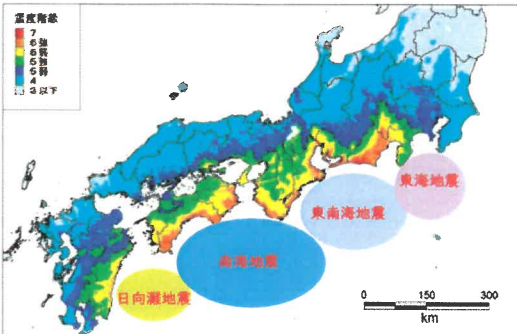 震度階級
7
6強
6弱
5強
5弱
4
3以下
東海地震
東南海地震
南海地震
日向灘地震
0 150 300
km